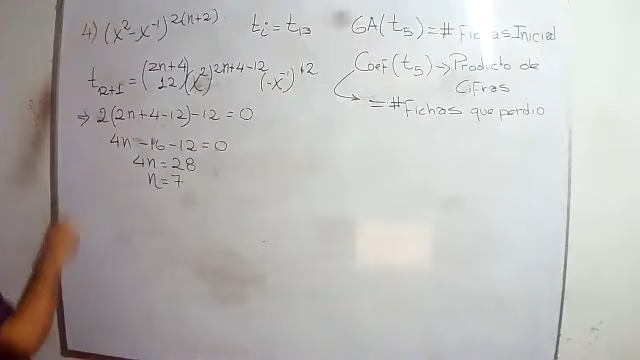 4) (x² - x⁻¹)²⁽ⁿ⁺²⁾ tᵢ = t₁₃ GA(t₅) = # Fichas Inicial
t₁₂₊₁ = (2n+4 12)(x²)²ⁿ⁺⁴⁻¹² (-x⁻¹)⁺¹² Coef(t₅) → Producto de Cifras
⇒ 2(2n+4-12)-12 = 0 = # Fichas que perdio
4n -16 -12 = 0
4n = 28
n = 7